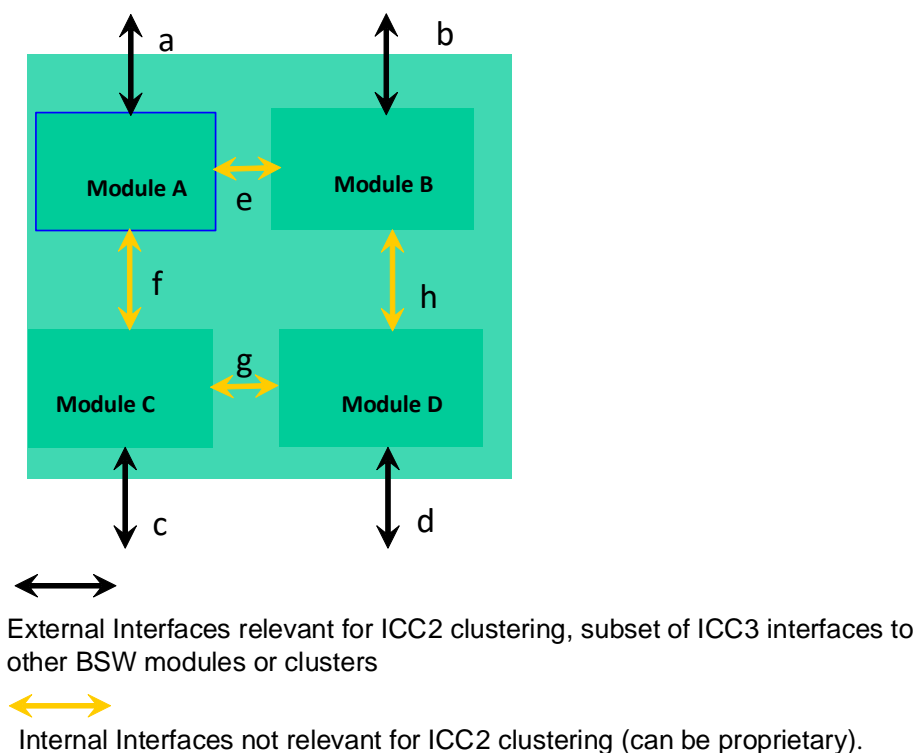 a
b
Module A
Module B
e
f
h
g
Module C
Module D
c
d
External Interfaces relevant for ICC2 clustering, subset of ICC3 interfaces to
other BSW modules or clusters
Internal Interfaces not relevant for ICC2 clustering (can be proprietary).